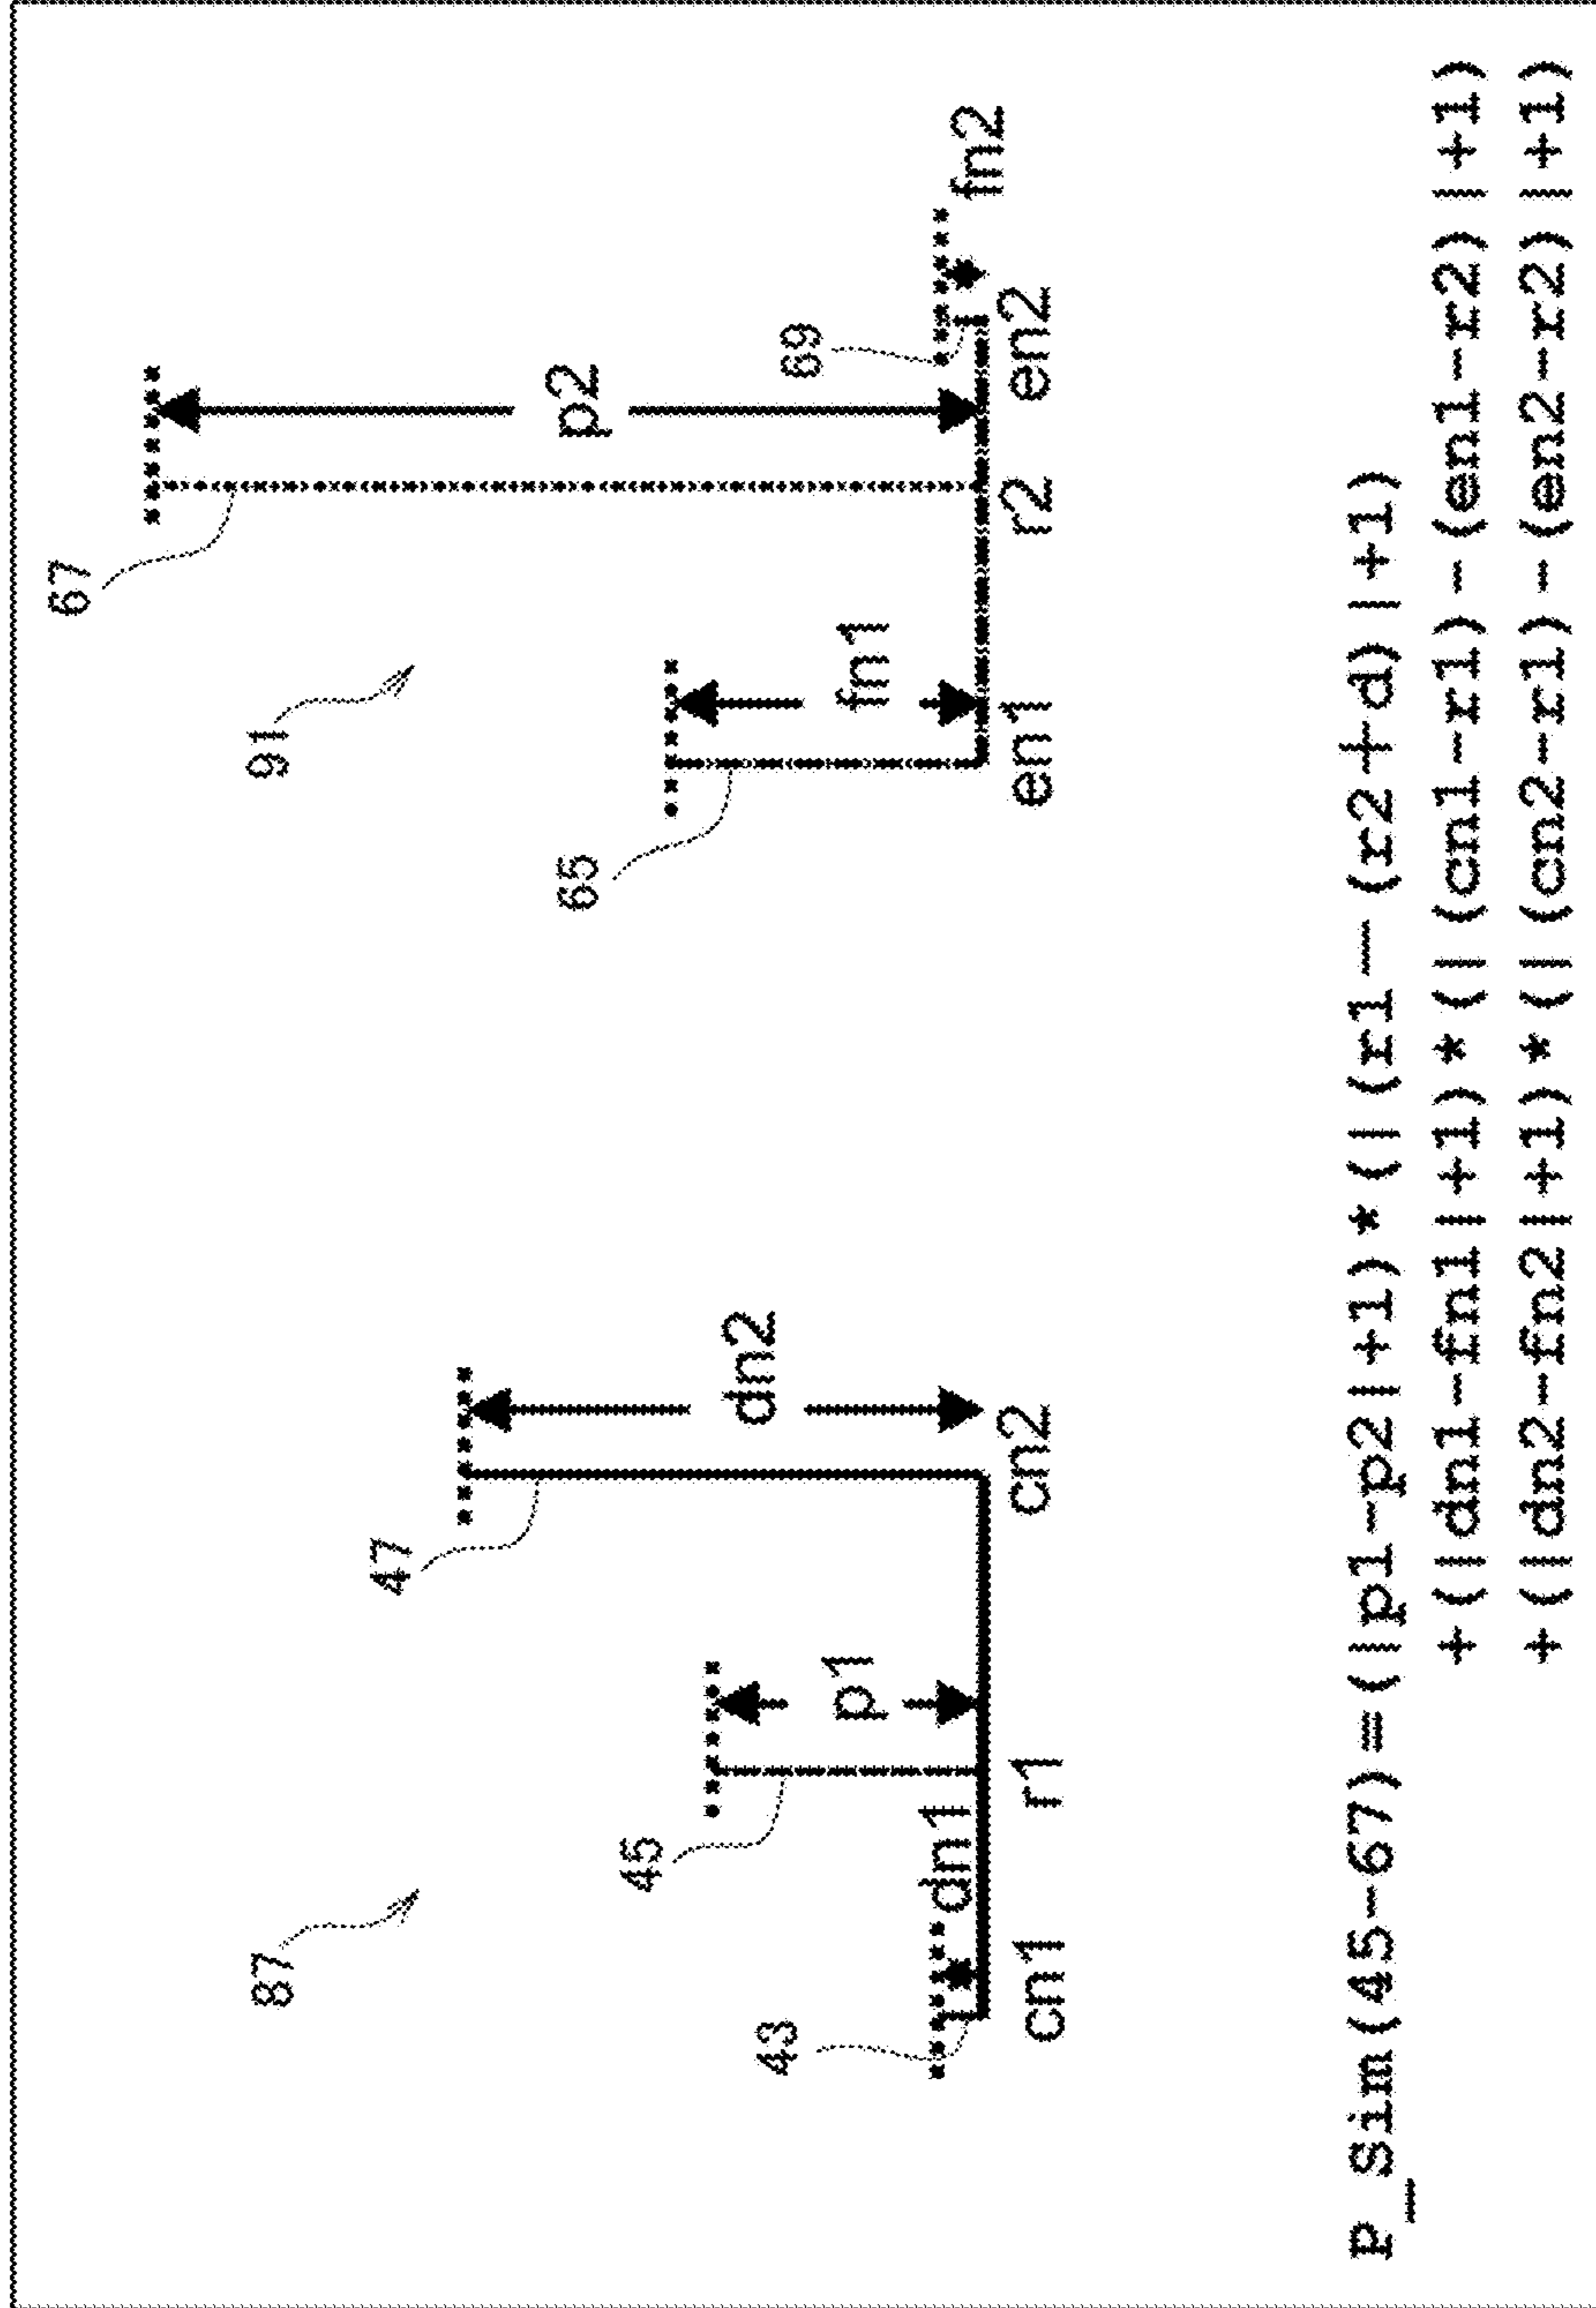 87
43
cn1
dn1
45
r1
p1
47
cn2
dn2
91
65
en1
fn1
67
r2
p2
69
en2
fn2
P_Sim(45-67)=(|p1-p2|+1)*(|(r1-(r2+d)|+1)
+(|dn1-fn1|+1)*(|(cn1-r1)-(en1-r2)|+1)
+(|dn2-fn2|+1)*(|(cn2-r1)-(en2-r2)|+1)